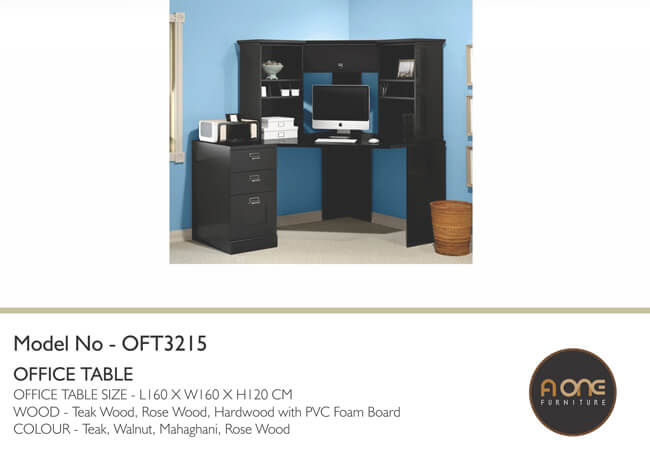 Model No - OFT3215
OFFICE TABLE
OFFICE TABLE SIZE - L160 X W160 X H120 CM
WOOD - Teak Wood, Rose Wood, Hardwood with PVC Foam Board
COLOUR - Teak, Walnut, Mahaghani, Rose Wood
A ONE
FURNITURE